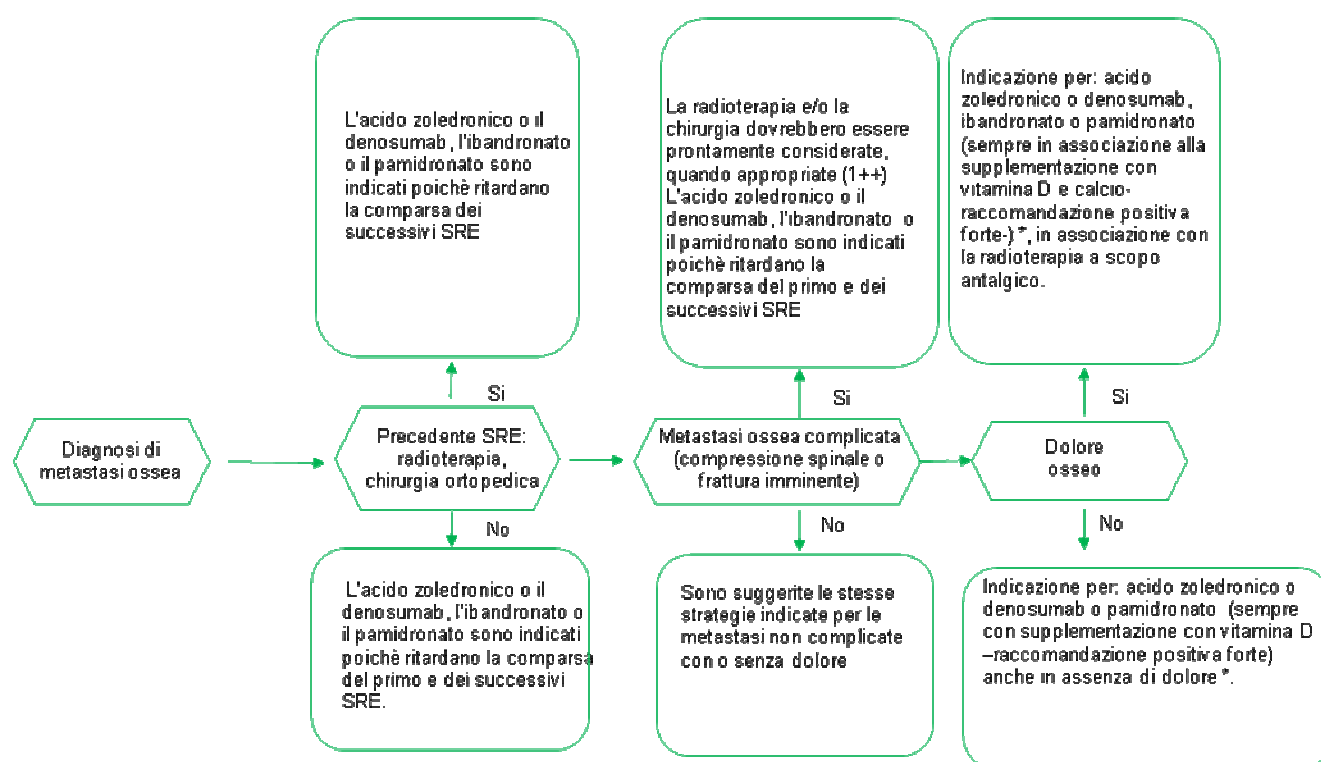 L'acido zoledronico o il
denosumab, l'ibandronato
o il pamidronato sono
indicati poichè ritardano
la comparsa dei
successivi SRE
La radioterapia e/o la
chirurgia dovrebbero essere
prontamente considerate,
quando appropriate (1++)
L'acido zoledronico o il
denosumab, l'ibandronato o
il pamidronato sono indicati
poichè ritardano la
comparsa del primo e dei
successivi SRE
Indicazione per: acido
zoledronico o denosumab,
ibandronato o pamidronato
(sempre in associazione alla
supplementazione con
vitamina D e calcio-
raccomandazione positiva
forte-) *, in associazione con
la radioterapia a scopo
antalgico.
Si
Si
Si
Diagnosi di
metastasi ossea
Precedente SRE:
radioterapia,
chirurgia ortopedica
Metastasi ossea complicata
(compressione spinale o
frattura imminente)
Dolore
osseo
No
No
No
L'acido zoledronico o il
denosumab, l'ibandronato o
il pamidronato sono indicati
poichè ritardano la comparsa
del primo e dei successivi
SRE.
Sono suggerite le stesse
strategie indicate per le
metastasi non complicate
con o senza dolore
Indicazione per: acido zoledronico o
denosumab o pamidronato (sempre
con supplementazione con vitamina D
–raccomandazione positiva forte)
anche in assenza di dolore *.